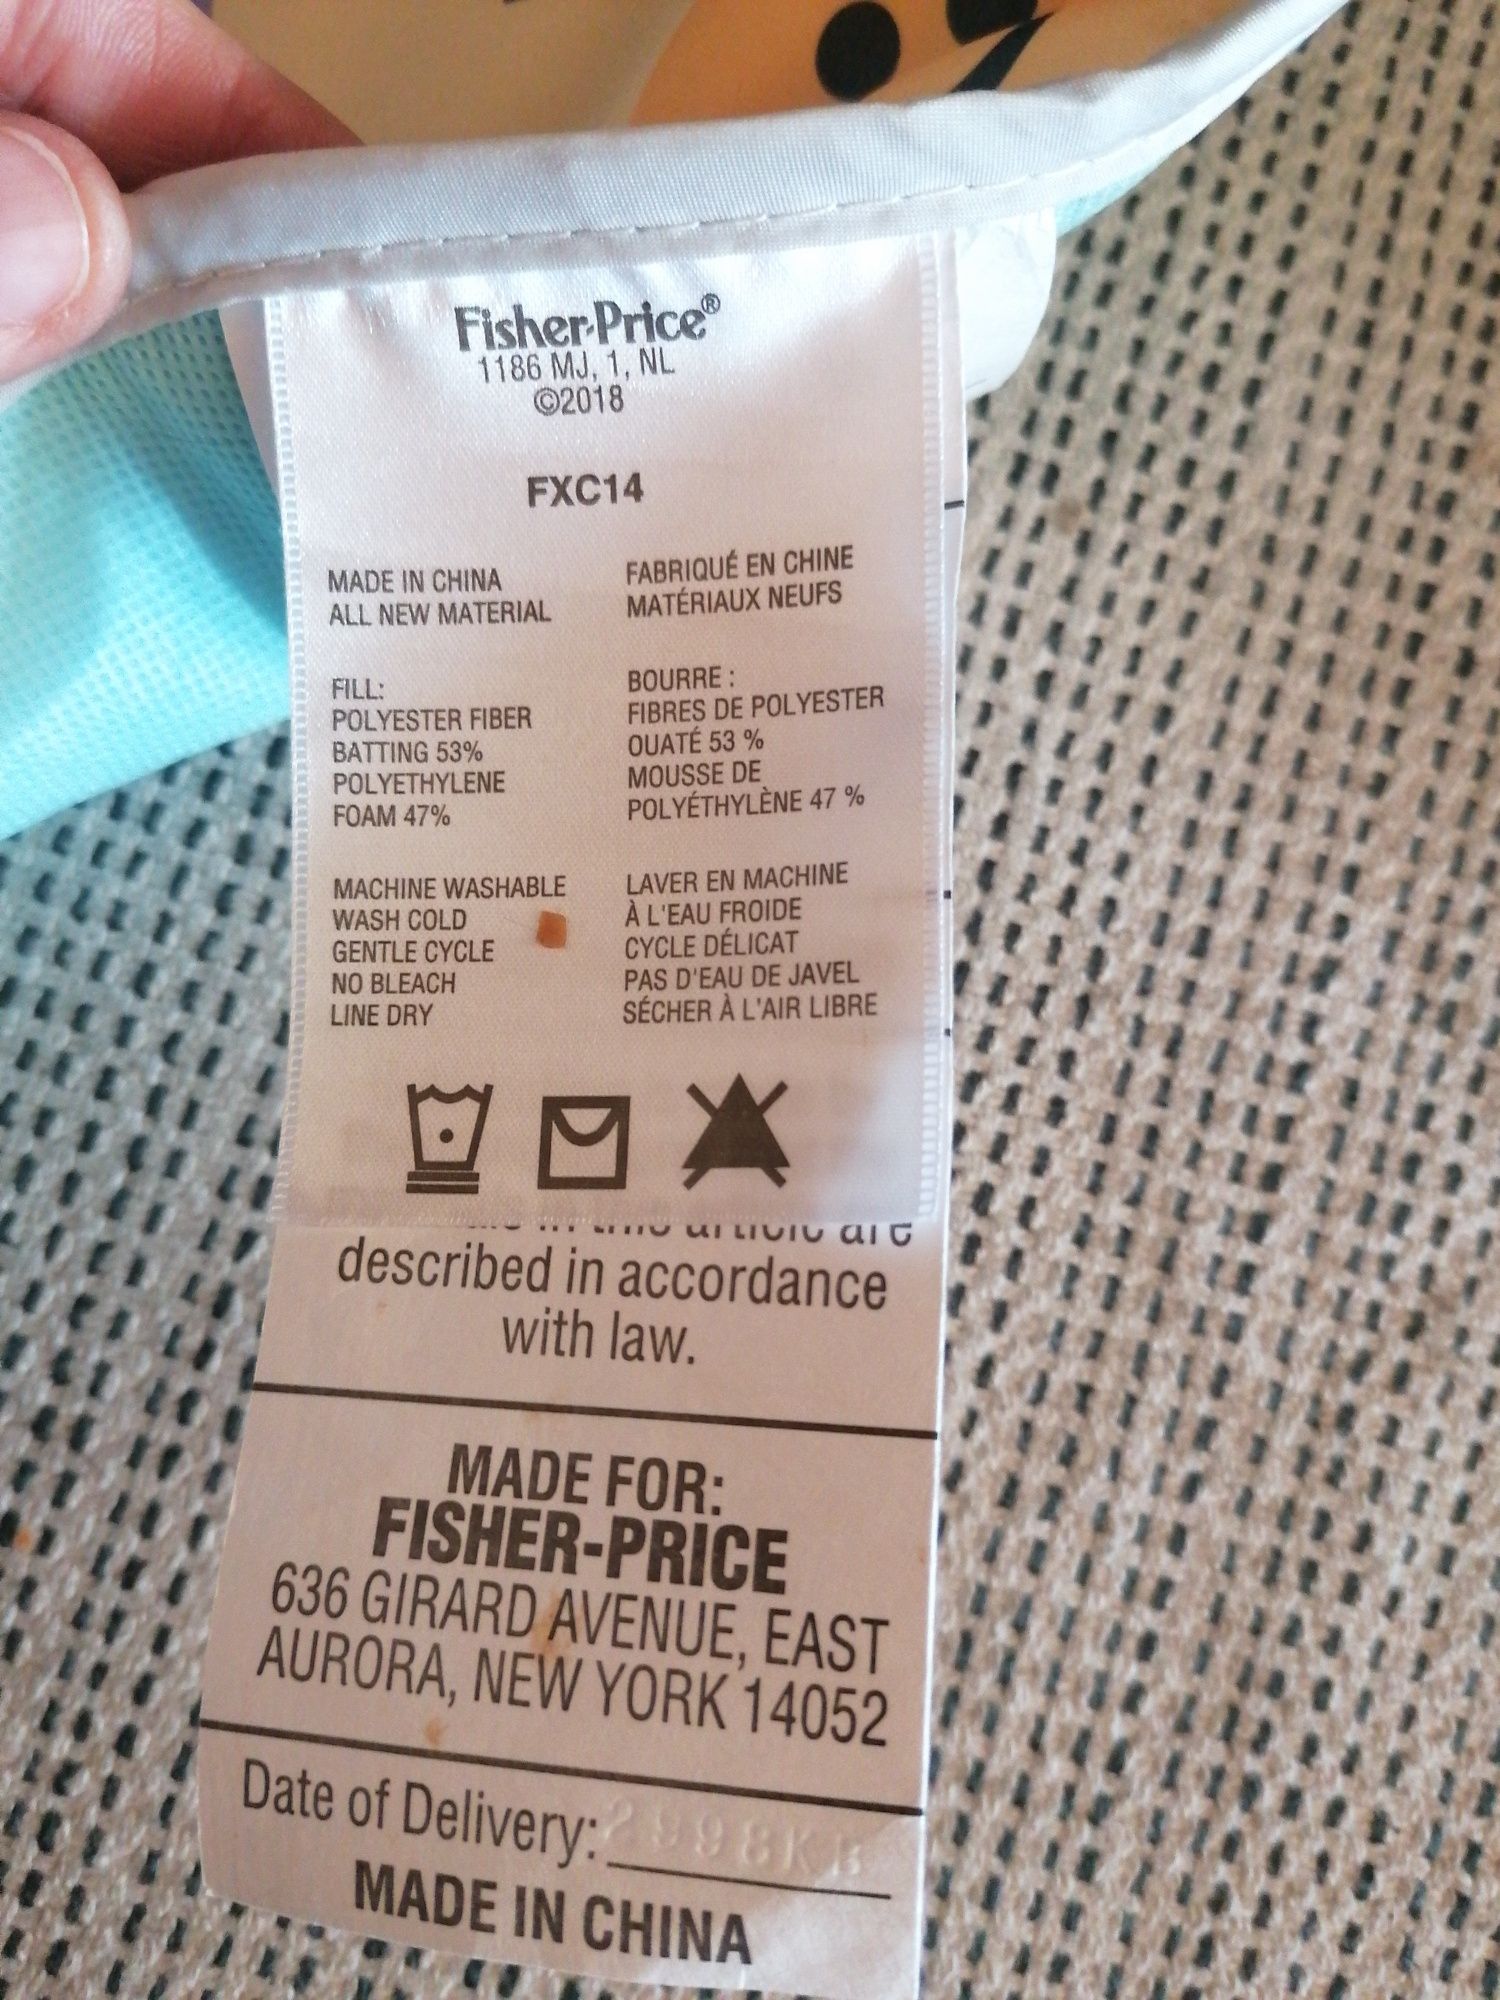 Fisher-Price®
1186 MJ, 1, NL
©2018
FXC14
MADE IN CHINA
ALL NEW MATERIAL
FILL:
POLYESTER FIBER
BATTING 53%
POLYETHYLENE
FOAM 47%
MACHINE WASHABLE
WASH COLD
GENTLE CYCLE
NO BLEACH
LINE DRY
FABRIQUÉ EN CHINE
MATÉRIAUX NEUFS
BOURRE :
FIBRES DE POLYESTER
OUATÉ 53 %
MOUSSE DE
POLYÉTHYLÈNE 47 %
LAVER EN MACHINE
À L'EAU FROIDE
CYCLE DÉLICAT
PAS D'EAU DE JAVEL
SÉCHER À L'AIR LIBRE
in this article are
described in accordance
with law.
MADE FOR:
FISHER-PRICE
636 GIRARD AVENUE, EAST
AURORA, NEW YORK 14052
Date of Delivery:
MADE IN CHINA